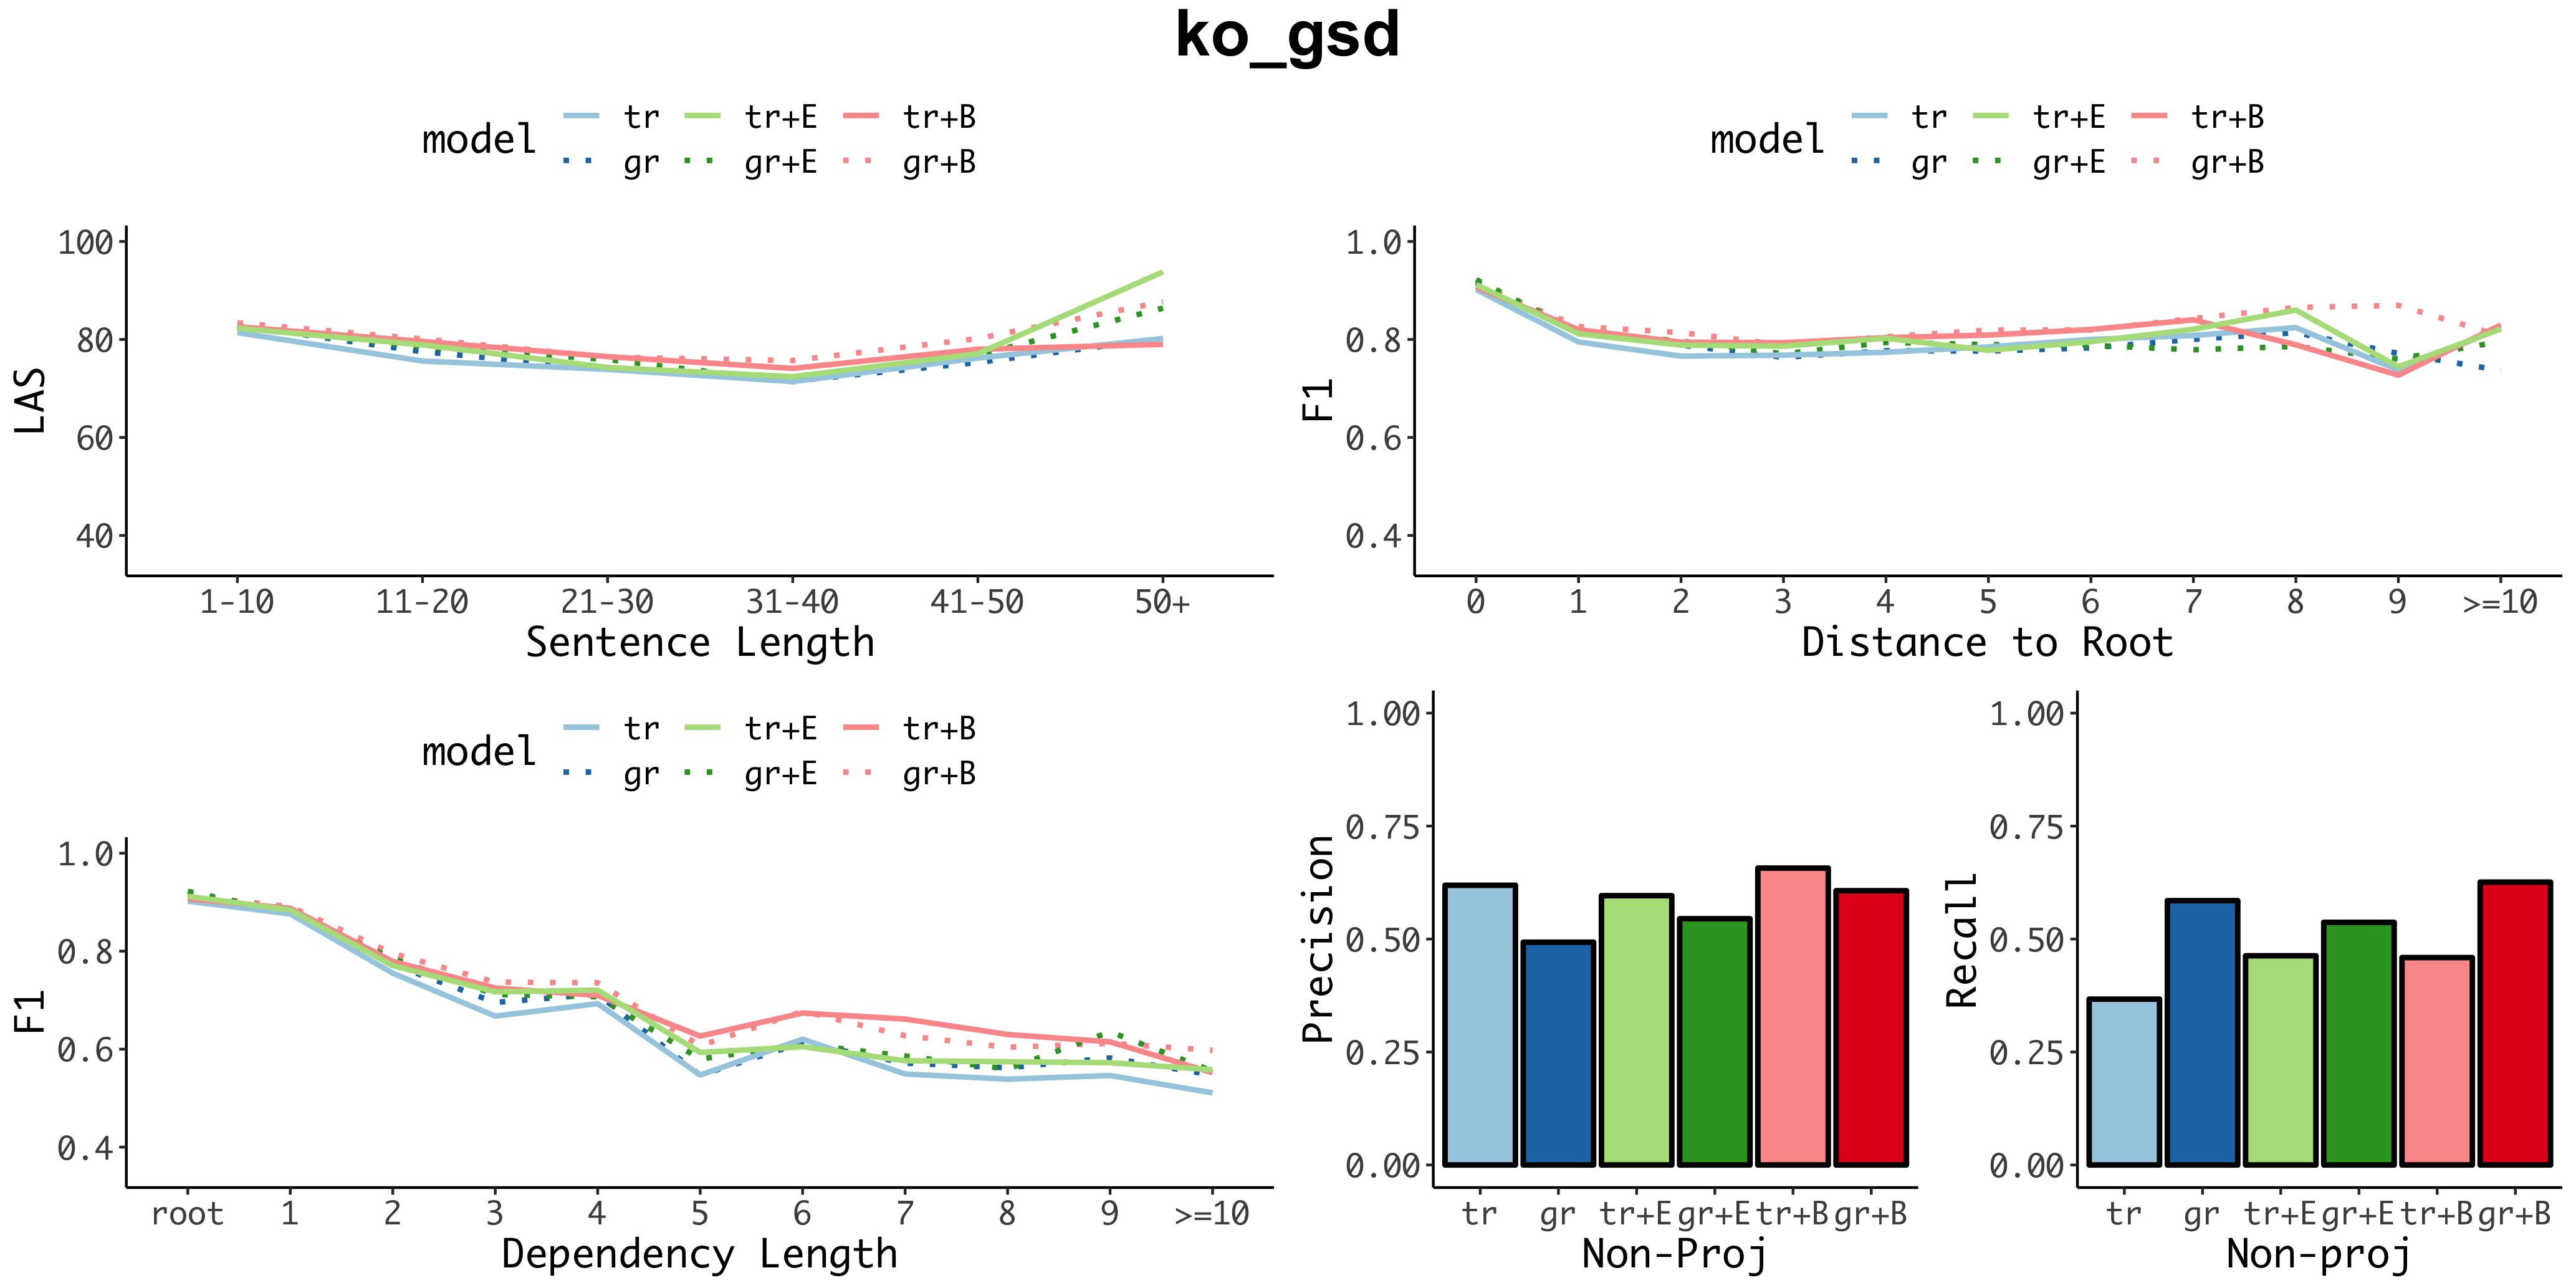 ko_gsd
model tr tr+E tr+B
gr gr+E gr+B
LAS
100
80
60
40
1-10 11-20 21-30 31-40 41-50 50+
Sentence Length
model tr tr+E tr+B
gr gr+E gr+B
F1
1.0
0.8
0.6
0.4
0 1 2 3 4 5 6 7 8 9 >=10
Distance to Root
model tr tr+E tr+B
gr gr+E gr+B
F1
1.0
0.8
0.6
0.4
root 1 2 3 4 5 6 7 8 9 >=10
Dependency Length
Precision
1.00
0.75
0.50
0.25
0.00
tr gr tr+E gr+E tr+B gr+B
Non-Proj
Recall
1.00
0.75
0.50
0.25
0.00
tr gr tr+E gr+E tr+B gr+B
Non-proj